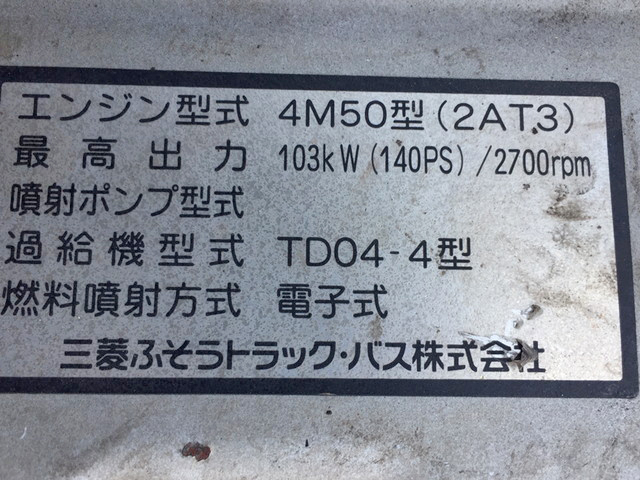 エンジン型式 4M50型(2AT3)
最高出力 103kW(140PS)/2700rpm
噴射ポンプ型式
過給機型式 TD04-4型
燃料噴射方式 電子式
三菱ふそうトラック・バス株式会社